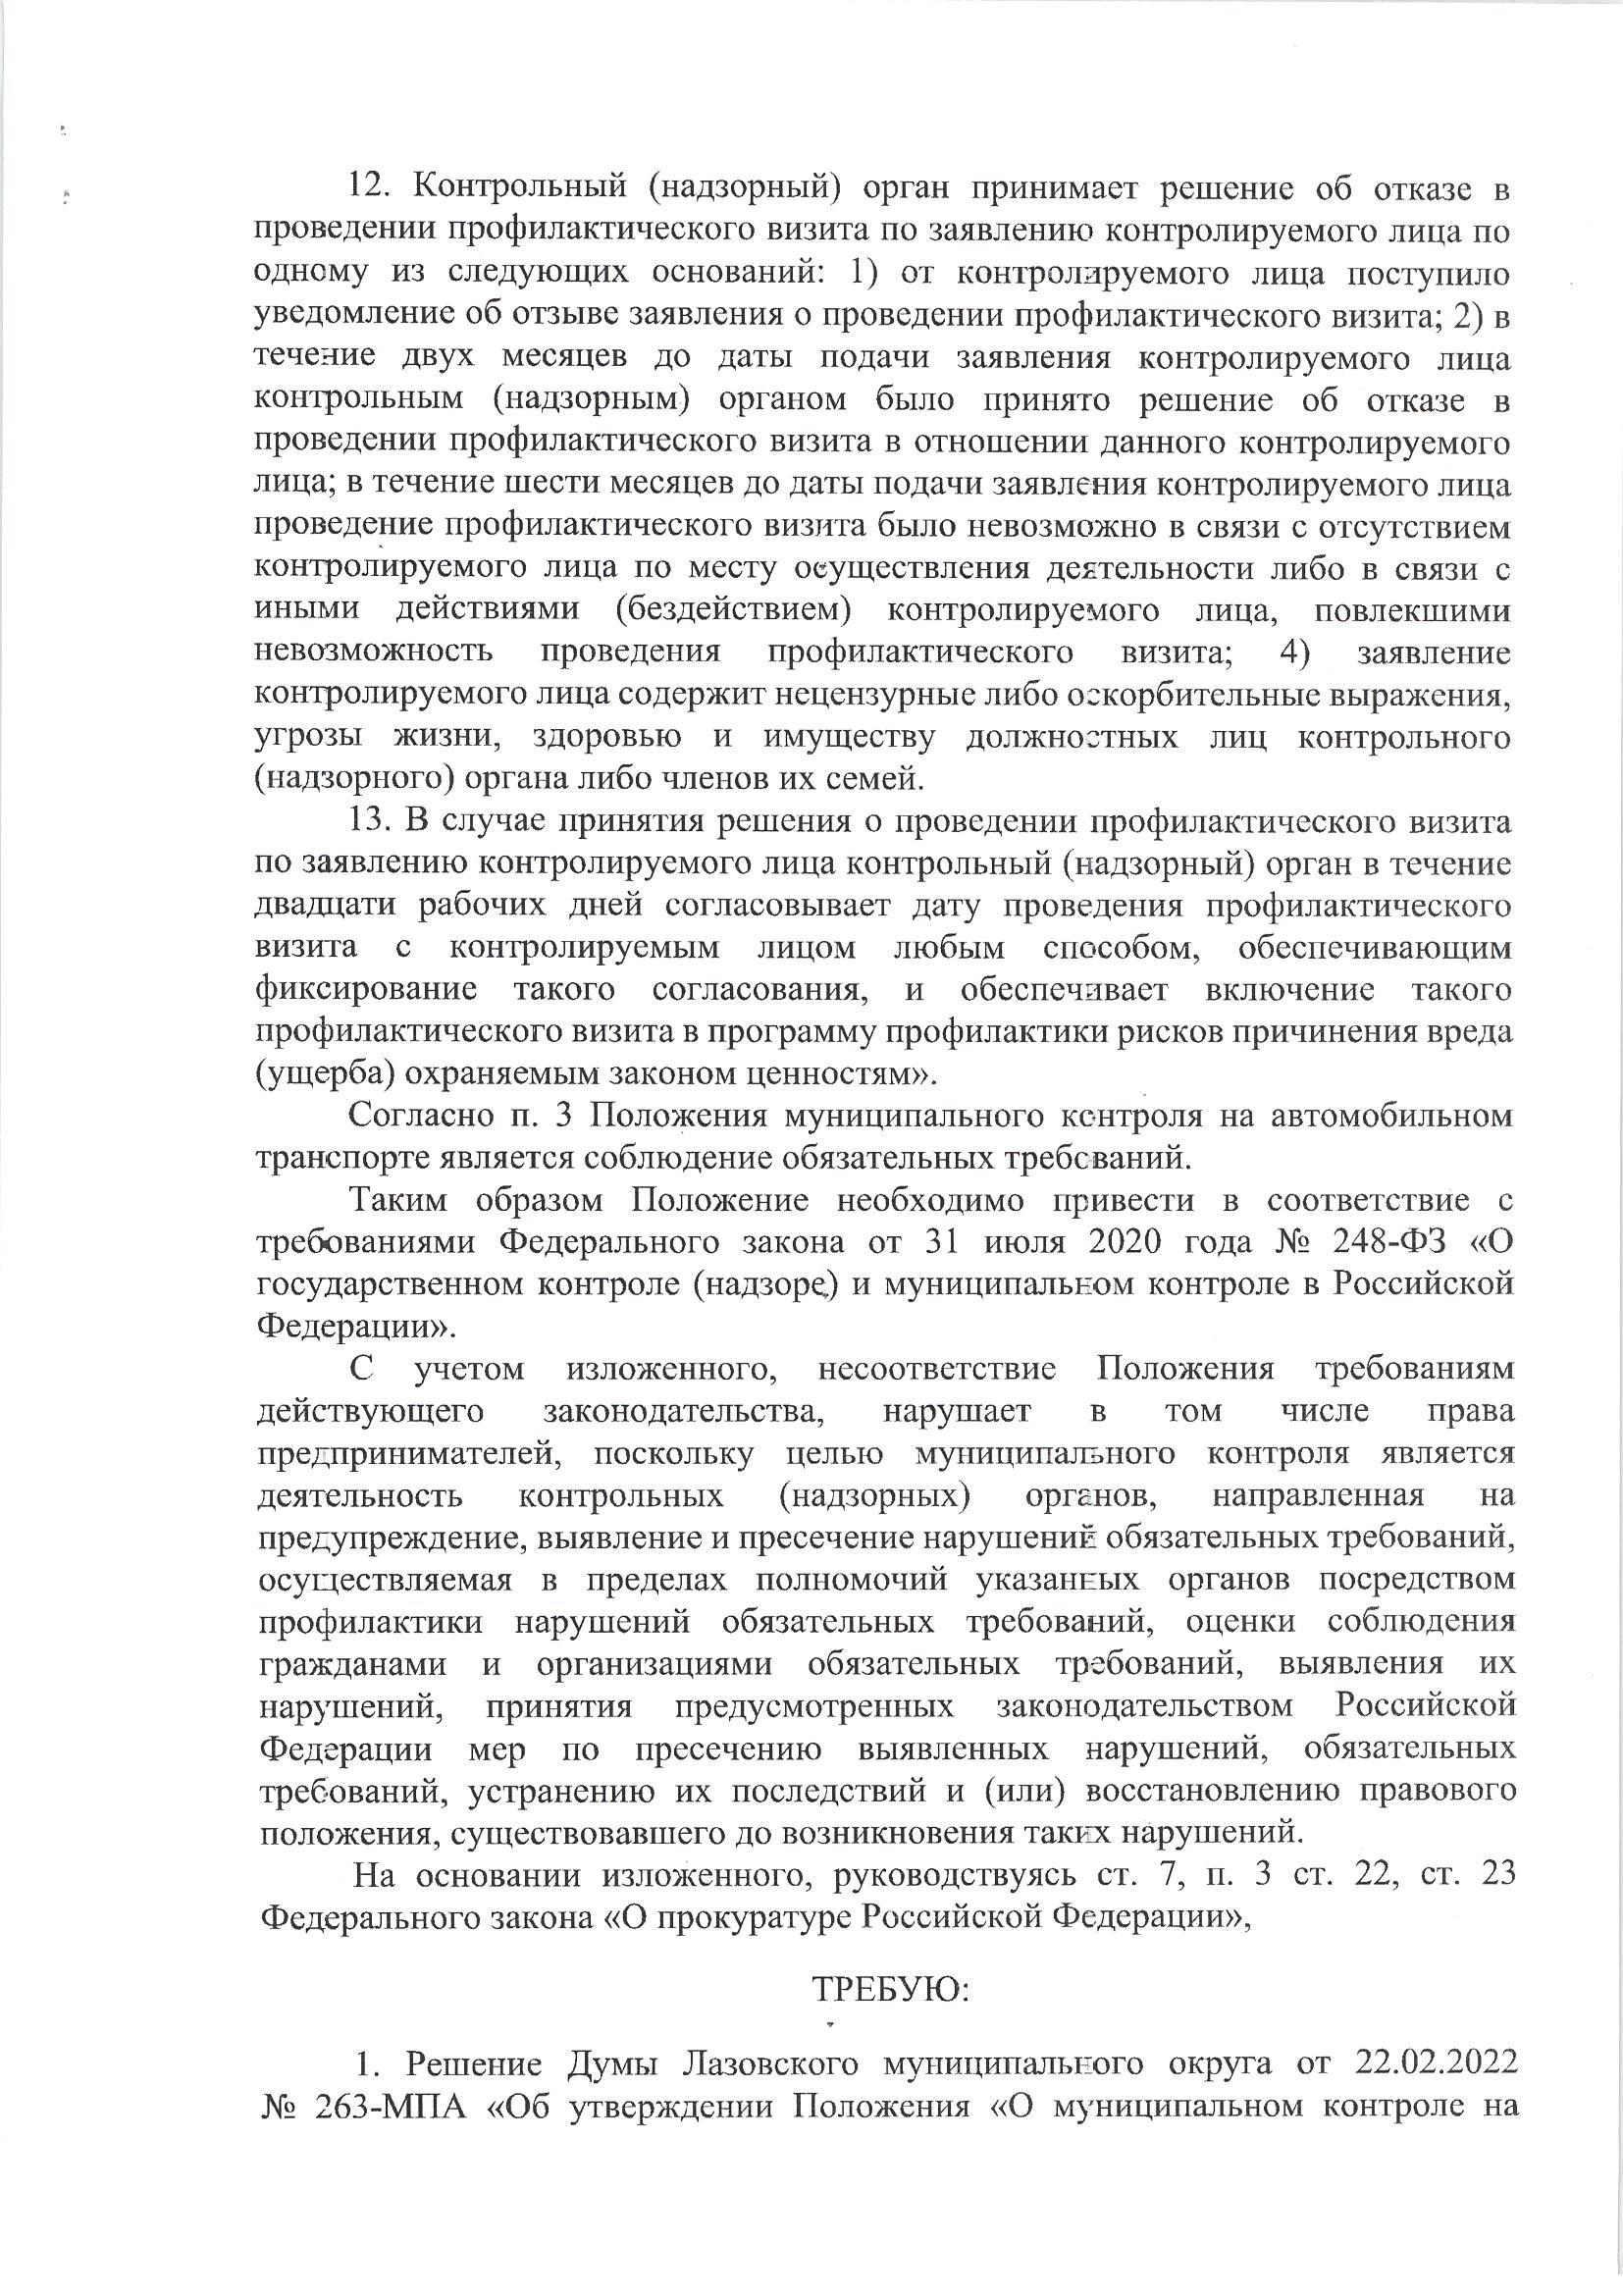 12. Контрольный (надзорный) орган принимает решение об отказе в
проведении профилактического визита по заявлению контролируемого лица по
одному из следующих оснований: 1) от контролируемого лица поступило
уведомление об отзыве заявления о проведении профилактического визита; 2) в
течение двух месяцев до даты подачи заявления контролируемого лица
контрольным (надзорным) органом было принято решение об отказе в
проведении профилактического визита в отношении данного контролируемого
лица; в течение шести месяцев до даты подачи заявления контролируемого лица
проведение профилактического визита было невозможно в связи с отсутствием
контролируемого лица по месту осуществления деятельности либо в связи с
иными действиями (бездействием) контролируемого лица, повлекшими
невозможность проведения профилактического визита; 4) заявление
контролируемого лица содержит нецензурные либо оскорбительные выражения,
угрозы жизни, здоровью и имуществу должностных лиц контрольного
(надзорного) органа либо членов их семей.
13. В случае принятия решения о проведении профилактического визита
по заявлению контролируемого лица контрольный (надзорный) орган в течение
двадцати рабочих дней согласовывает дату проведения профилактического
визита с контролируемым лицом любым способом, обеспечивающим
фиксирование такого согласования, и обеспечивает включение такого
профилактического визита в программу профилактики рисков причинения вреда
(ущерба) охраняемым законом ценностям».
Согласно п. 3 Положения муниципального контроля на автомобильном
транспорте является соблюдение обязательных требований.
Таким образом Положение необходимо привести в соответствие с
требованиями Федерального закона от 31 июля 2020 года № 248-ФЗ «О
государственном контроле (надзоре) и муниципальном контроле в Российской
Федерации».
С учетом изложенного, несоответствие Положения требованиям
действующего законодательства, нарушает в том числе права
предпринимателей, поскольку целью муниципального контроля является
деятельность контрольных (надзорных) органов, направленная на
предупреждение, выявление и пресечение нарушений обязательных требований,
осуществляемая в пределах полномочий указанных органов посредством
профилактики нарушений обязательных требований, оценки соблюдения
гражданами и организациями обязательных требований, выявления их
нарушений, принятия предусмотренных законодательством Российской
Федерации мер по пресечению выявленных нарушений, обязательных
требований, устранению их последствий и (или) восстановлению правового
положения, существовавшего до возникновения таких нарушений.
На основании изложенного, руководствуясь ст. 7, п. 3 ст. 22, ст. 23
Федерального закона «О прокуратуре Российской Федерации»,
ТРЕБУЮ:
1. Решение Думы Лазовского муниципального округа от 22.02.2022
№ 263-МПА «Об утверждении Положения «О муниципальном контроле на